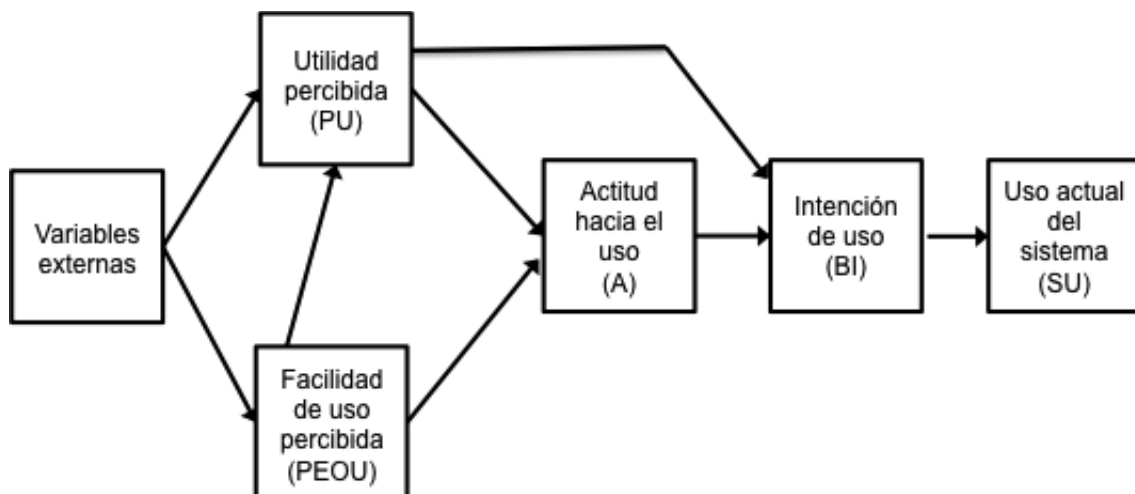 Utilidad
percibida
(PU)
Variables
externas
Facilidad
de uso
percibida
(PEOU)
Actitud
hacia el
uso
(A)
Intención
de uso
(BI)
Uso actual
del
sistema
(SU)